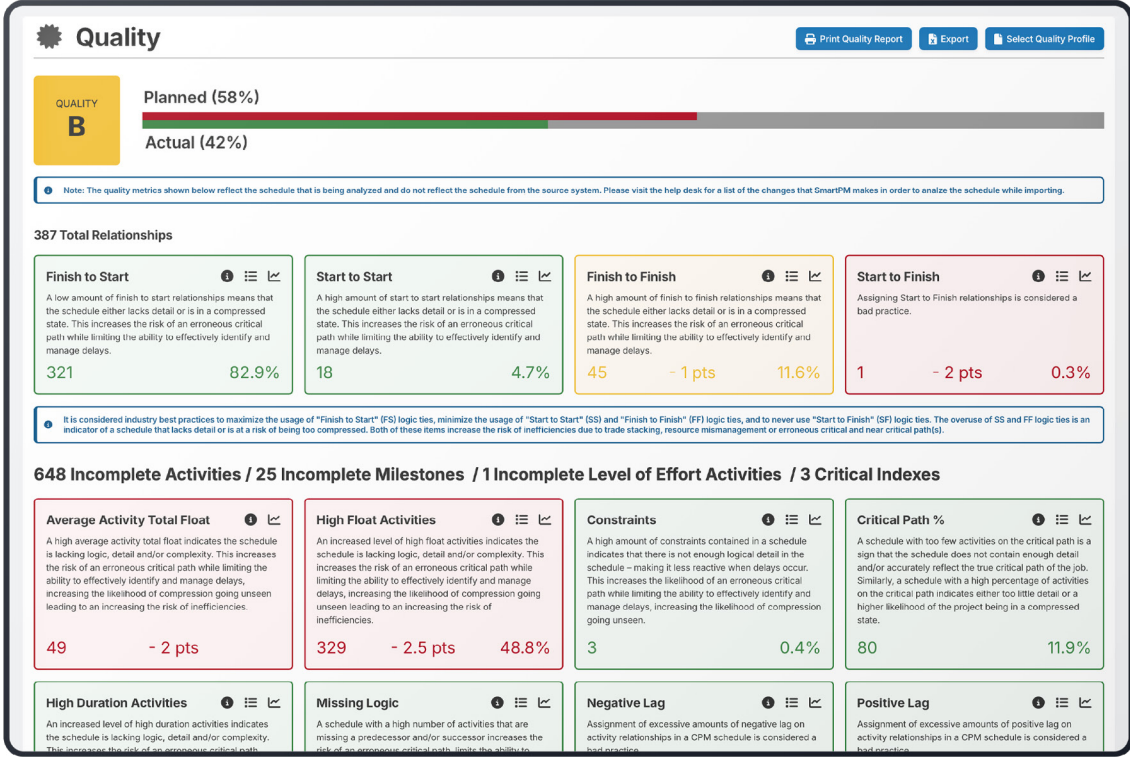 Quality
Print Quality Report
Export
Select Quality Profile
QUALITY
B
Planned (58%)
Actual (42%)
Note: The quality metrics shown below reflect the schedule that is being analyzed and do not reflect the schedule from the source system. Please visit the help desk for a list of the changes that SmartPM makes in order to analze the schedule while importing.
387 Total Relationships
Finish to Start
A low amount of finish to start relationships means that
the schedule either lacks detail or is in a compressed
state. This increases the risk of an erroneous critical
path while limiting the ability to effectively identify and
manage delays.
321
82.9%
Start to Start
A high amount of start to start relationships means that
the schedule either lacks detail or is in a compressed
state. This increases the risk of an erroneous critical
path while limiting the ability to effectively identify and
manage delays.
18
4.7%
Finish to Finish
A high amount of finish to finish relationships means that
the schedule either lacks detail or is in a compressed
state. This increases the risk of an erroneous critical
path while limiting the ability to effectively identify and
manage delays.
45
- 1 pts
11.6%
Start to Finish
Assigning Start to Finish relationships is considered a
bad practice.
1
- 2 pts
0.3%
It is considered industry best practices to maximize the usage of "Finish to Start" (FS) logic ties, minimize the usage of "Start to Start" (SS) and "Finish to Finish" (FF) logic ties, and to never use "Start to Finish" (SF) logic ties. The overuse of SS and FF logic ties is an
indicator of a schedule that lacks detail or is at a risk of being too compressed. Both of these items increase the risk of inefficiencies due to trade stacking, resource mismanagement or erroneous critical and near critical path(s).
648 Incomplete Activities / 25 Incomplete Milestones / 1 Incomplete Level of Effort Activities / 3 Critical Indexes
Average Activity Total Float
A high average activity total float indicates the schedule
is lacking logic, detail and/or complexity. This increases
the risk of an erroneous critical path while limiting the
ability to effectively identify and manage delays,
increasing the likelihood of compression going unseen
leading to an increasing the risk of inefficiencies.
49
- 2 pts
High Float Activities
An increased level of high float activities indicates the
schedule is lacking logic, detail and/or complexity. This
increases the risk of an erroneous critical path while
limiting the ability to effectively identify and manage
delays, increasing the likelihood of compression going
unseen leading to an increasing the risk of
inefficiencies.
329
- 2.5 pts
48.8%
Constraints
A high amount of constraints contained in a schedule
indicates that there is not enough logical detail in the
schedule – making it less reactive when delays occur.
This increases the likelihood of an erroneous critical
path while limiting the ability to effectively identify and
manage delays, increasing the likelihood of compression
going unseen.
3
0.4%
Critical Path %
A schedule with too few activities on the critical path is a
sign that the schedule does not contain enough detail
and/or accurately reflect the true critical path of the job.
Similarly, a schedule with a high percentage of activities
on the critical path indicates either too little detail or a
higher likelihood of the project being in a compressed
state.
80
11.9%
High Duration Activities
An increased level of high duration activities indicates
the schedule is lacking logic, detail and/or complexity.
This increases the risk of an erroneous critical path
Missing Logic
A schedule with a high number of activities that are
missing a predecessor and/or successor increases the
risk of an erroneous critical path, limits the ability to
Negative Lag
Assignment of excessive amounts of negative lag on
activity relationships in a CPM schedule is considered a
bad practice.
Positive Lag
Assignment of excessive amounts of positive lag on
activity relationships in a CPM schedule is considered a
bad practice.